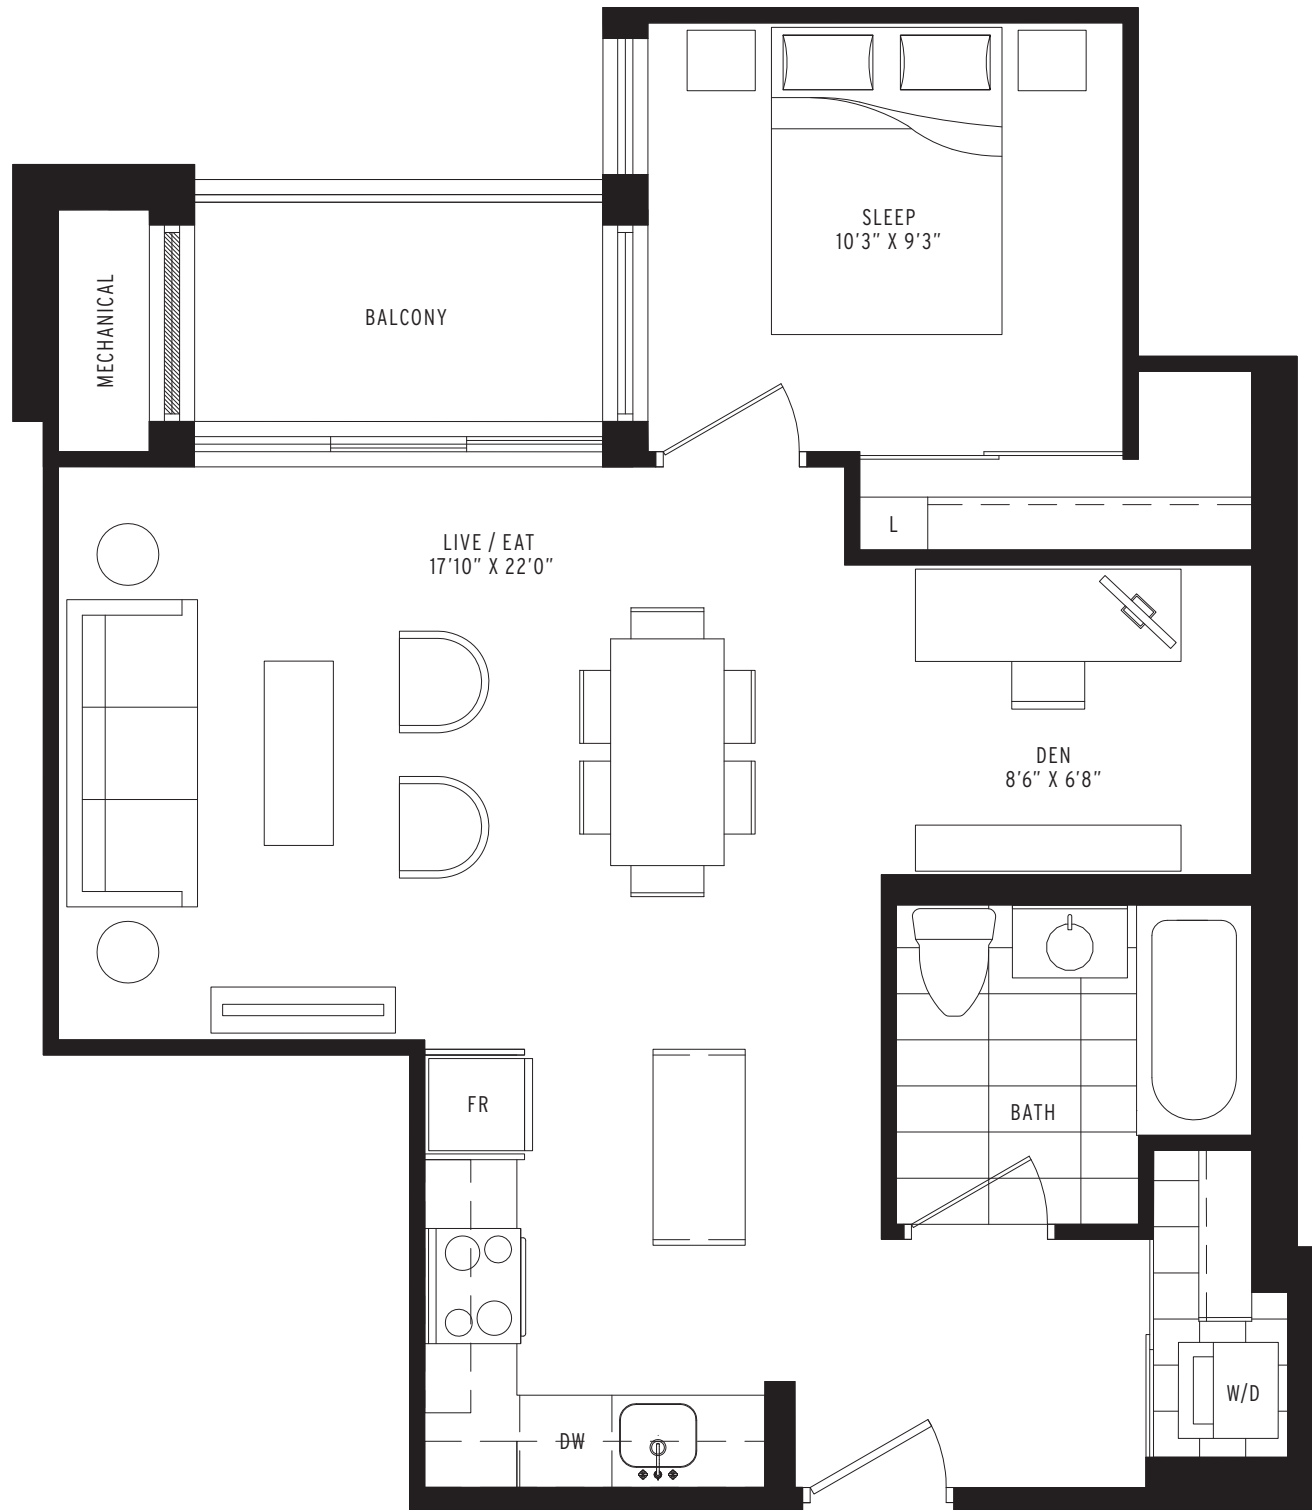 SLEEP
10'3" X 9'3"
MECHANICAL
BALCONY
L
LIVE / EAT
17'10" X 22'0"
DEN
8'6" X 6'8"
FR
BATH
W/D
DW